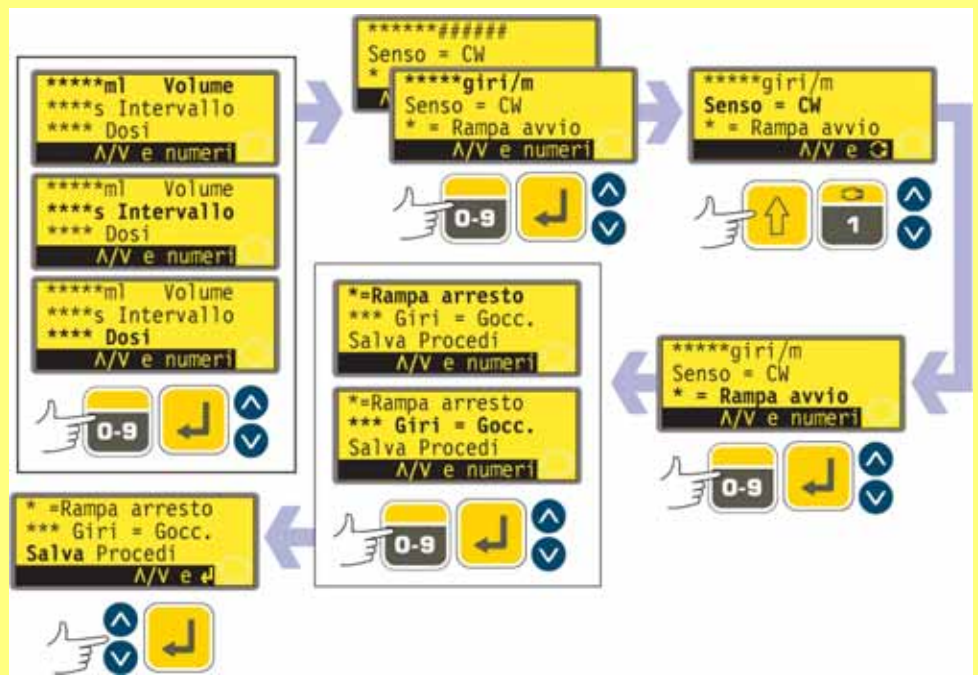 *****ml Volume
****s Intervallo
**** Dosi
Λ/V e numeri
*****ml Volume
****s Intervallo
**** Dosi
Λ/V e numeri
*****ml Volume
****s Intervallo
**** Dosi
Λ/V e numeri
0-9
******######
Senso = CW
*
Λ
*****giri/m
Senso = CW
* = Rampa avvio
Λ/V e numeri
0-9
*****giri/m
Senso = CW
* = Rampa avvio
Λ/V e
1
*****giri/m
Senso = CW
* = Rampa avvio
Λ/V e numeri
0-9
*=Rampa arresto
*** Giri = Gocc.
Salva Procedi
Λ/V e numeri
*=Rampa arresto
*** Giri = Gocc.
Salva Procedi
Λ/V e numeri
0-9
* =Rampa arresto
*** Giri = Gocc.
Salva Procedi
Λ/V e ↲